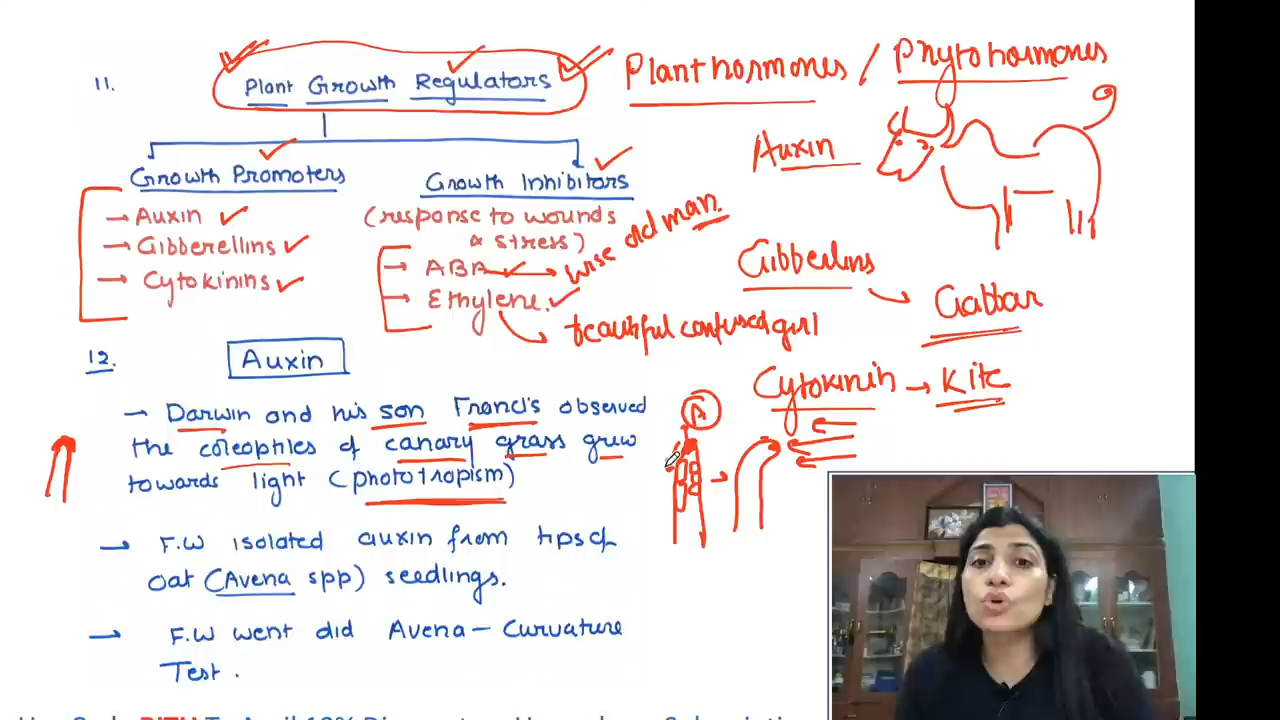 11.
Plant Growth Regulators
Plant hormones / Phytohormones
Auxin
Growth Promoters
→ Auxin
→ Gibberellins
→ Cytokinins
Growth Inhibitors
(response to wounds
& stress)
→ ABA → wise old man.
→ Ethylene.
beautiful confused girl
Gibberlins
Gabbar
Cytokinin → Kite
12.
Auxin
→ Darwin and his son Francis observed
the coleoptiles of canary grass grew
towards light (phototropism)
A
→ F.W isolated auxin from tips of
oat (Avena spp) seedlings.
→ F.W went did Avena - Curvature
Test.